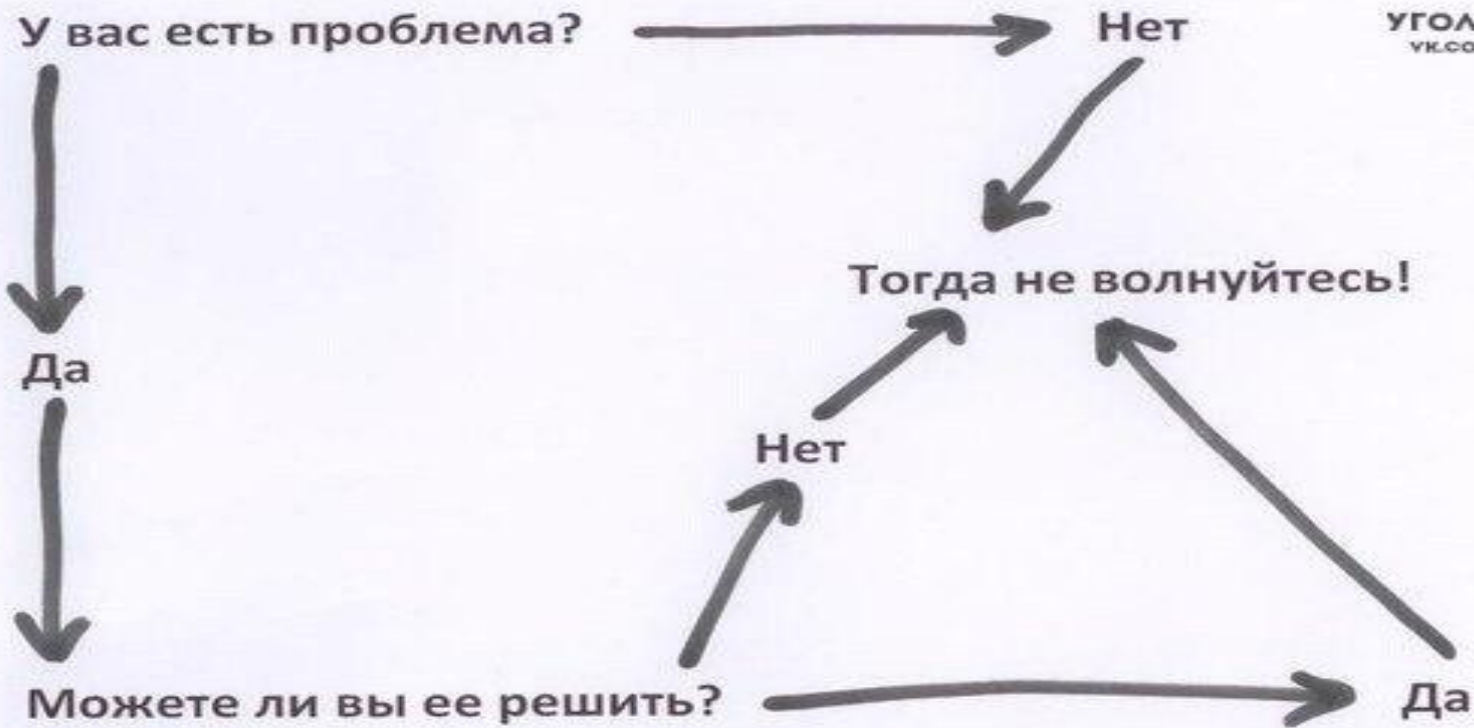 У вас есть проблема?
Нет
Тогда не волнуйтесь!
Да
Нет
Можете ли вы ее решить?
Да